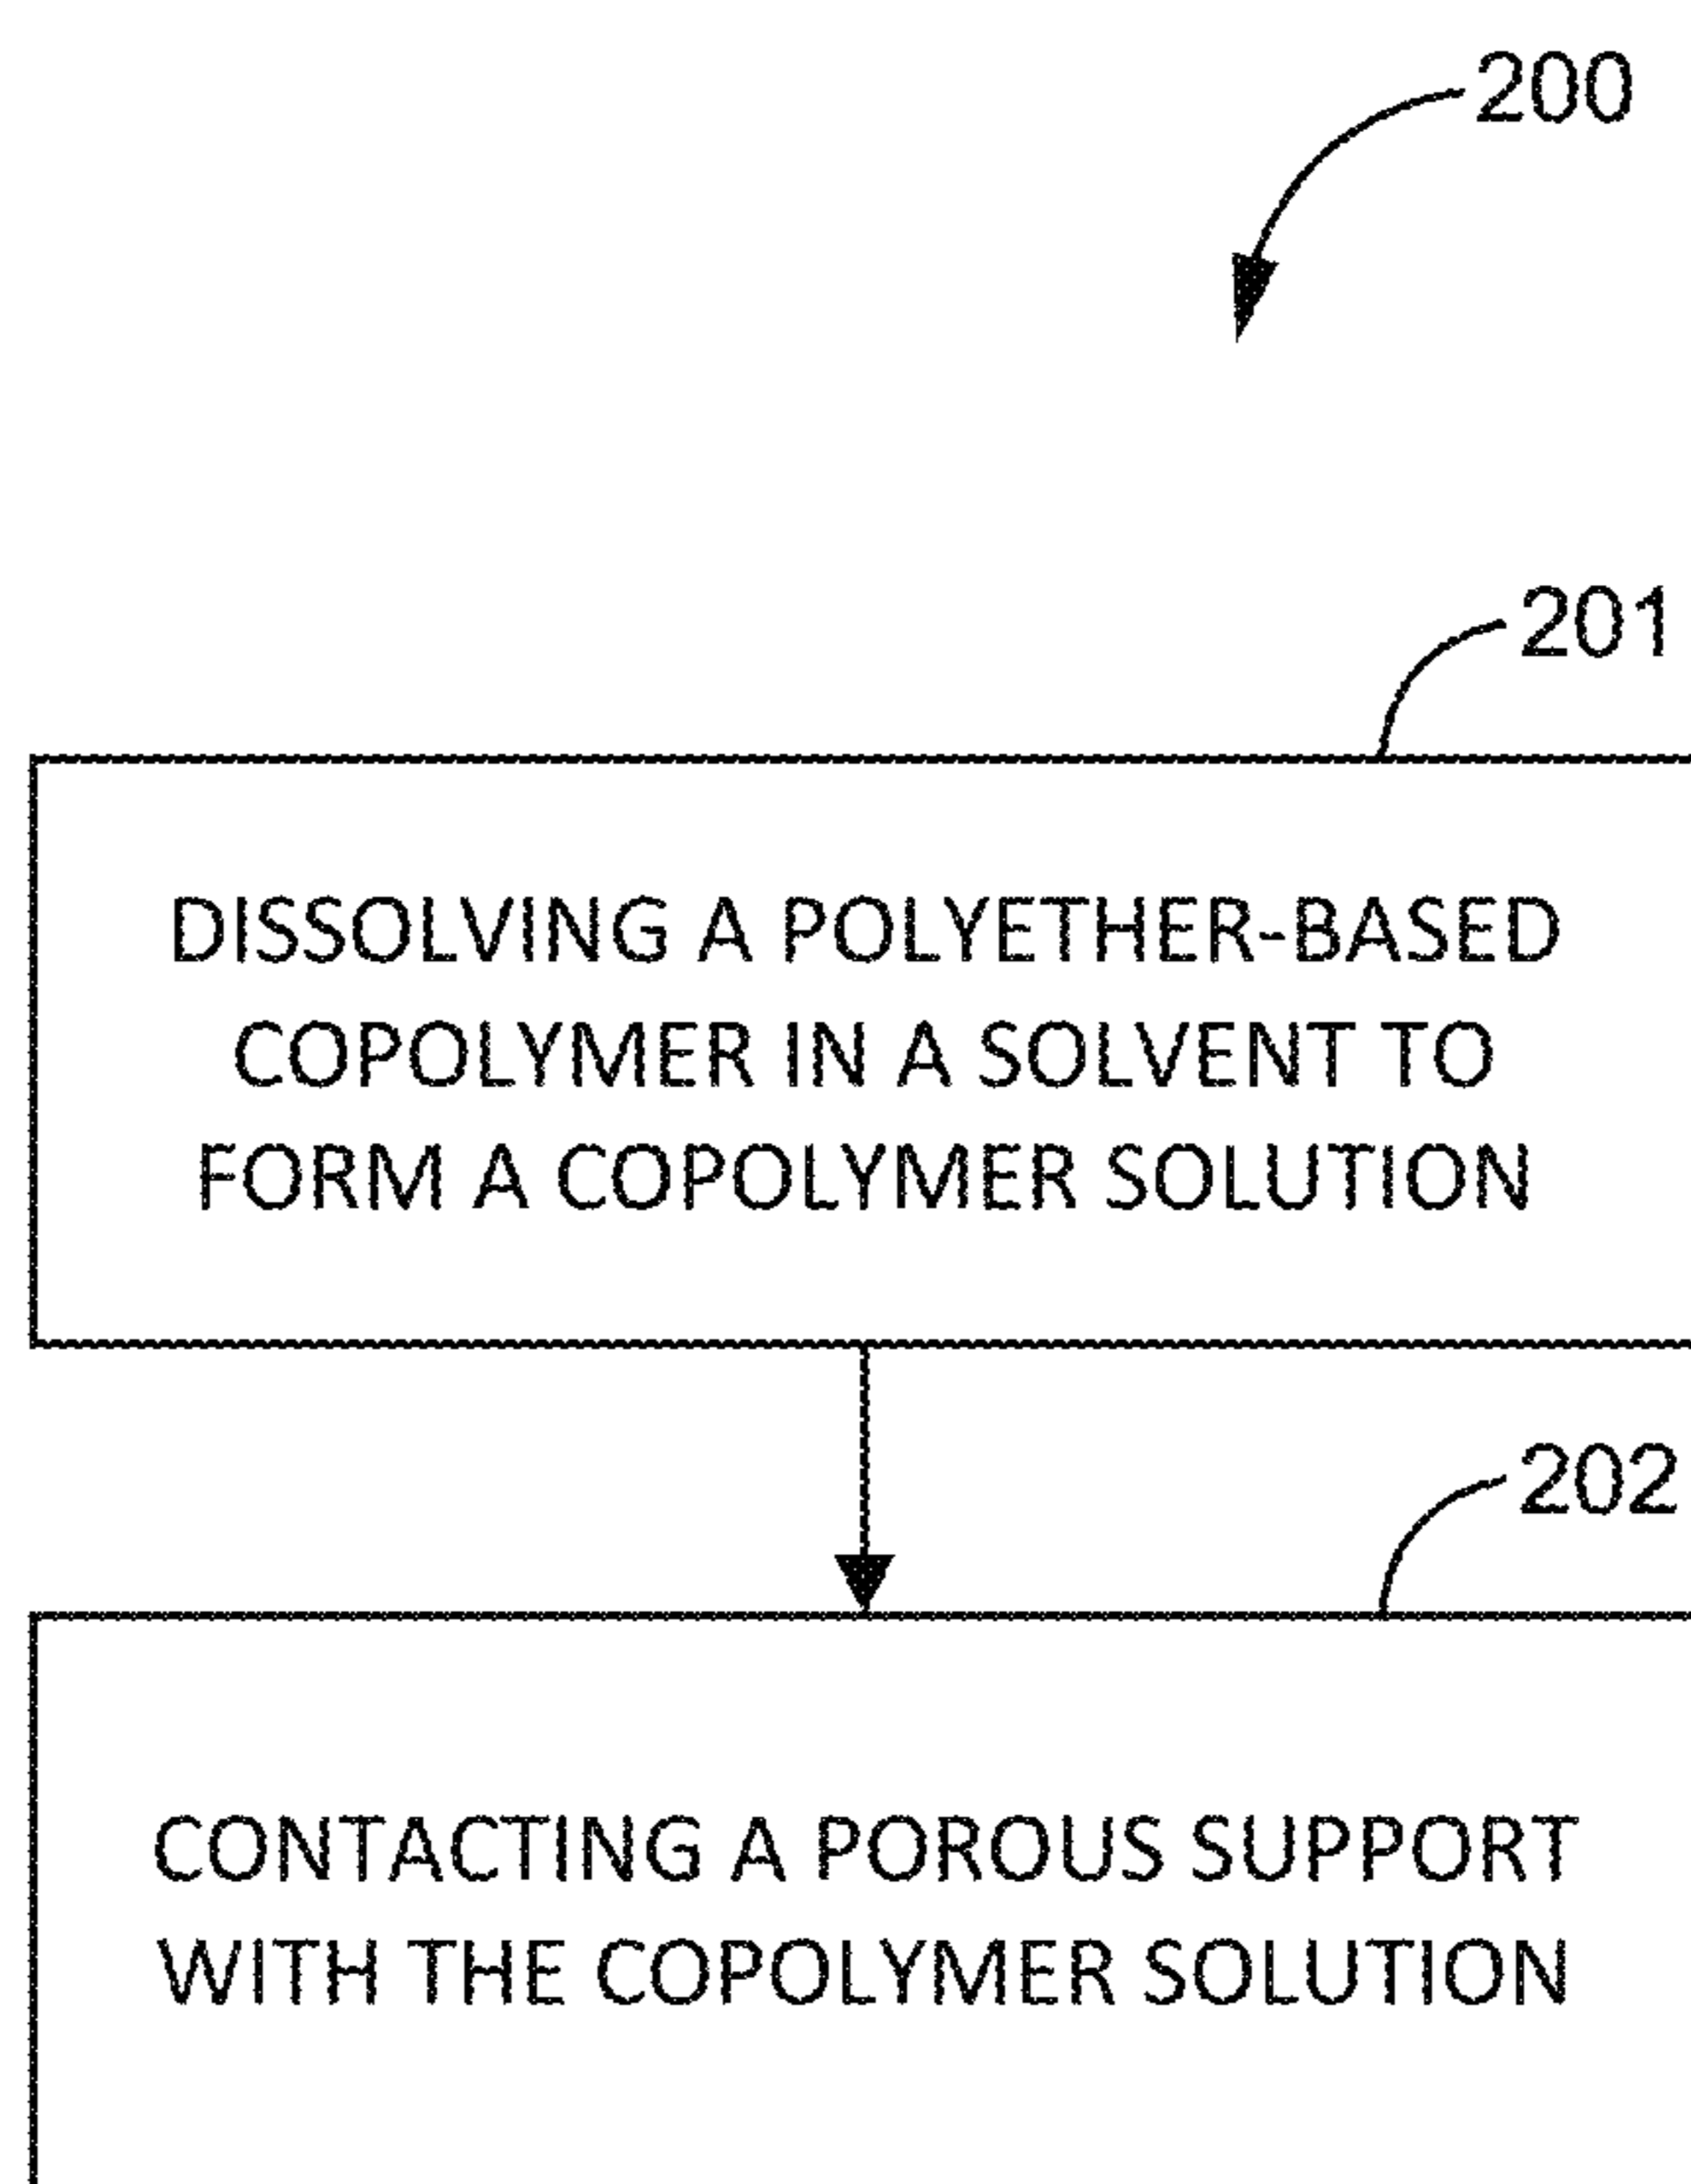 200
201
DISSOLVING A POLYETHER-BASED
COPOLYMER IN A SOLVENT TO
FORM A COPOLYMER SOLUTION
202
CONTACTING A POROUS SUPPORT
WITH THE COPOLYMER SOLUTION